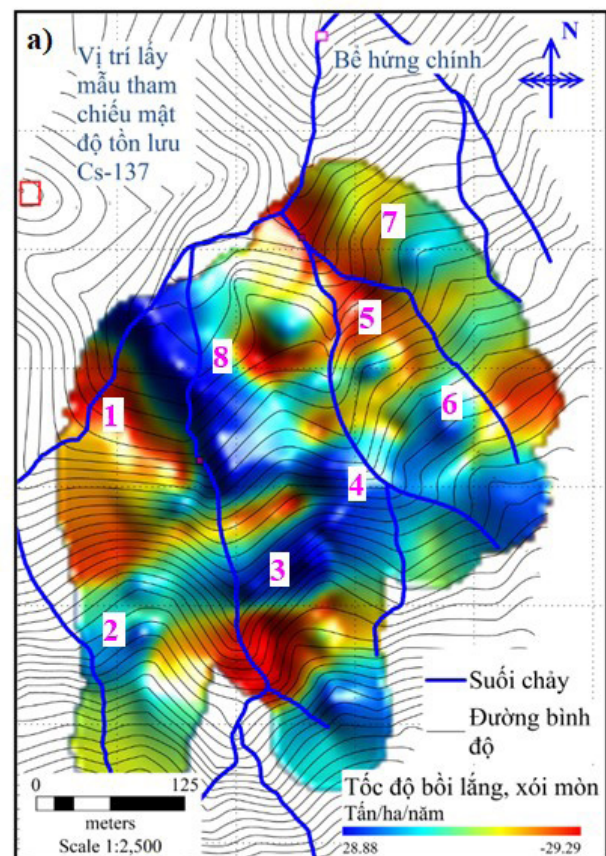 a)
Vị trí lấy
mẫu tham
chiếu mật
độ tồn lưu
Cs-137
Bể hứng chính
N
7
5
8
1
6
4
3
2
Suối chảy
Đường bình
độ
0 125
meters
Scale 1:2,500
Tốc độ bồi lắng, xói mòn
Tấn/ha/năm
28.88 -29.29